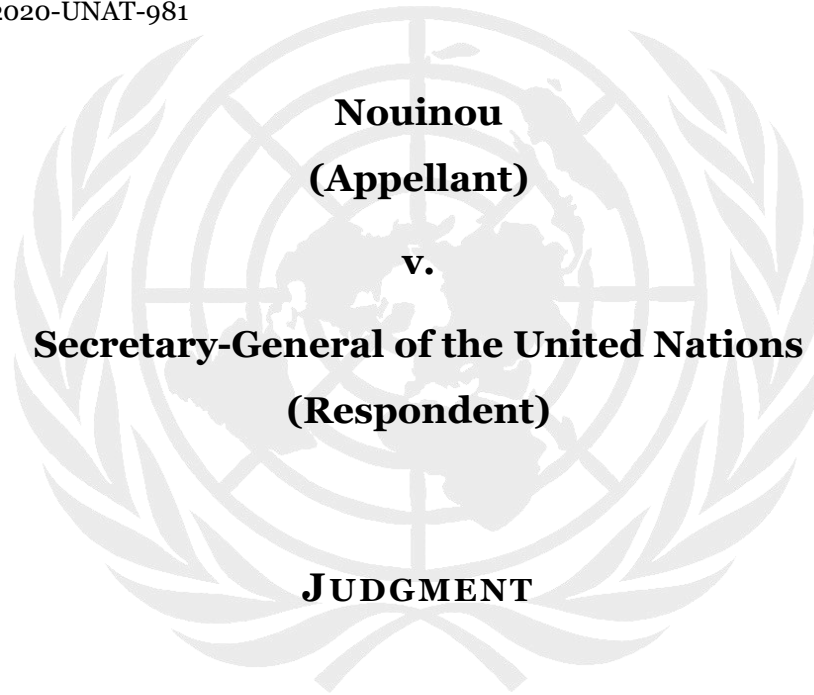 2020-UNAT-981
Nouinou
(Appellant)
v.
Secretary-General of the United Nations
(Respondent)
JUDGMENT